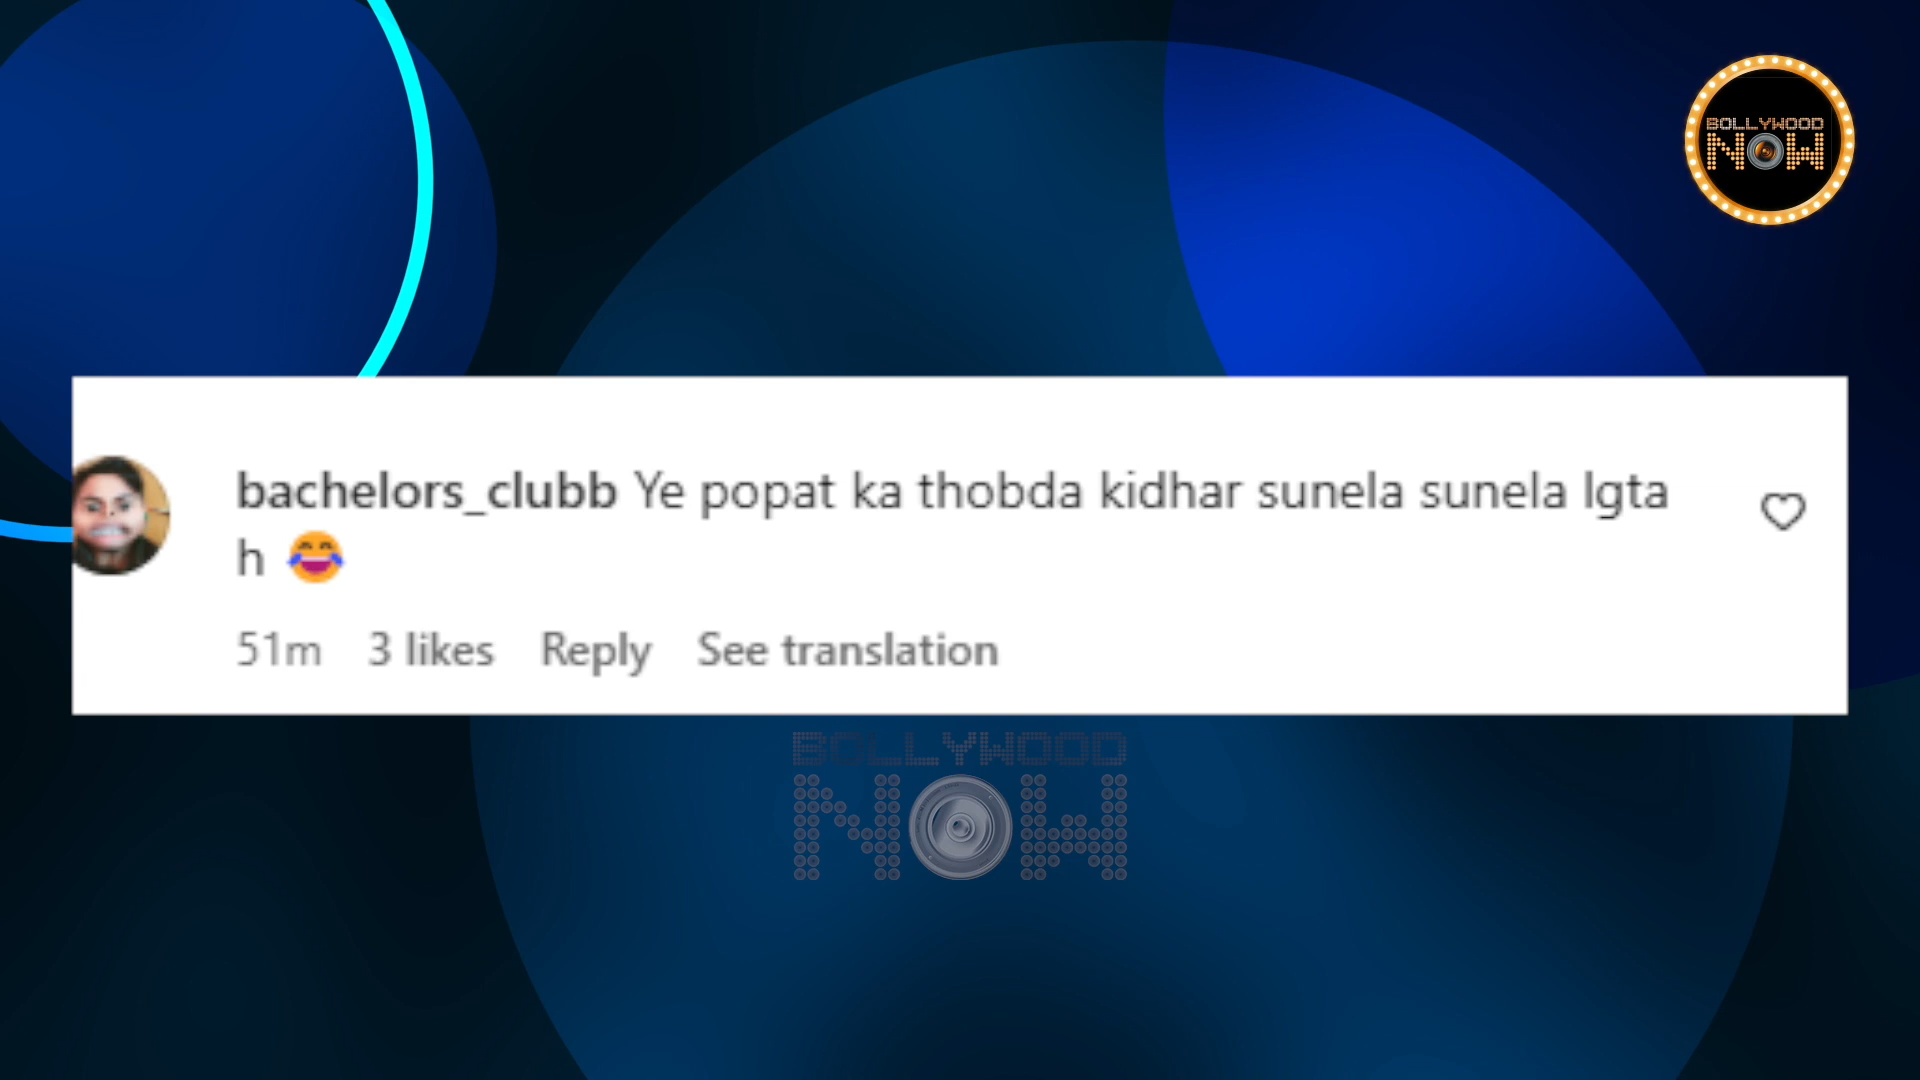 BOLLYWOOD
NOW
bachelors_clubb Ye popat ka thobda kidhar sunela sunela lgta
h 😂
51m 3 likes Reply See translation
BOLLYWOOD
NOW